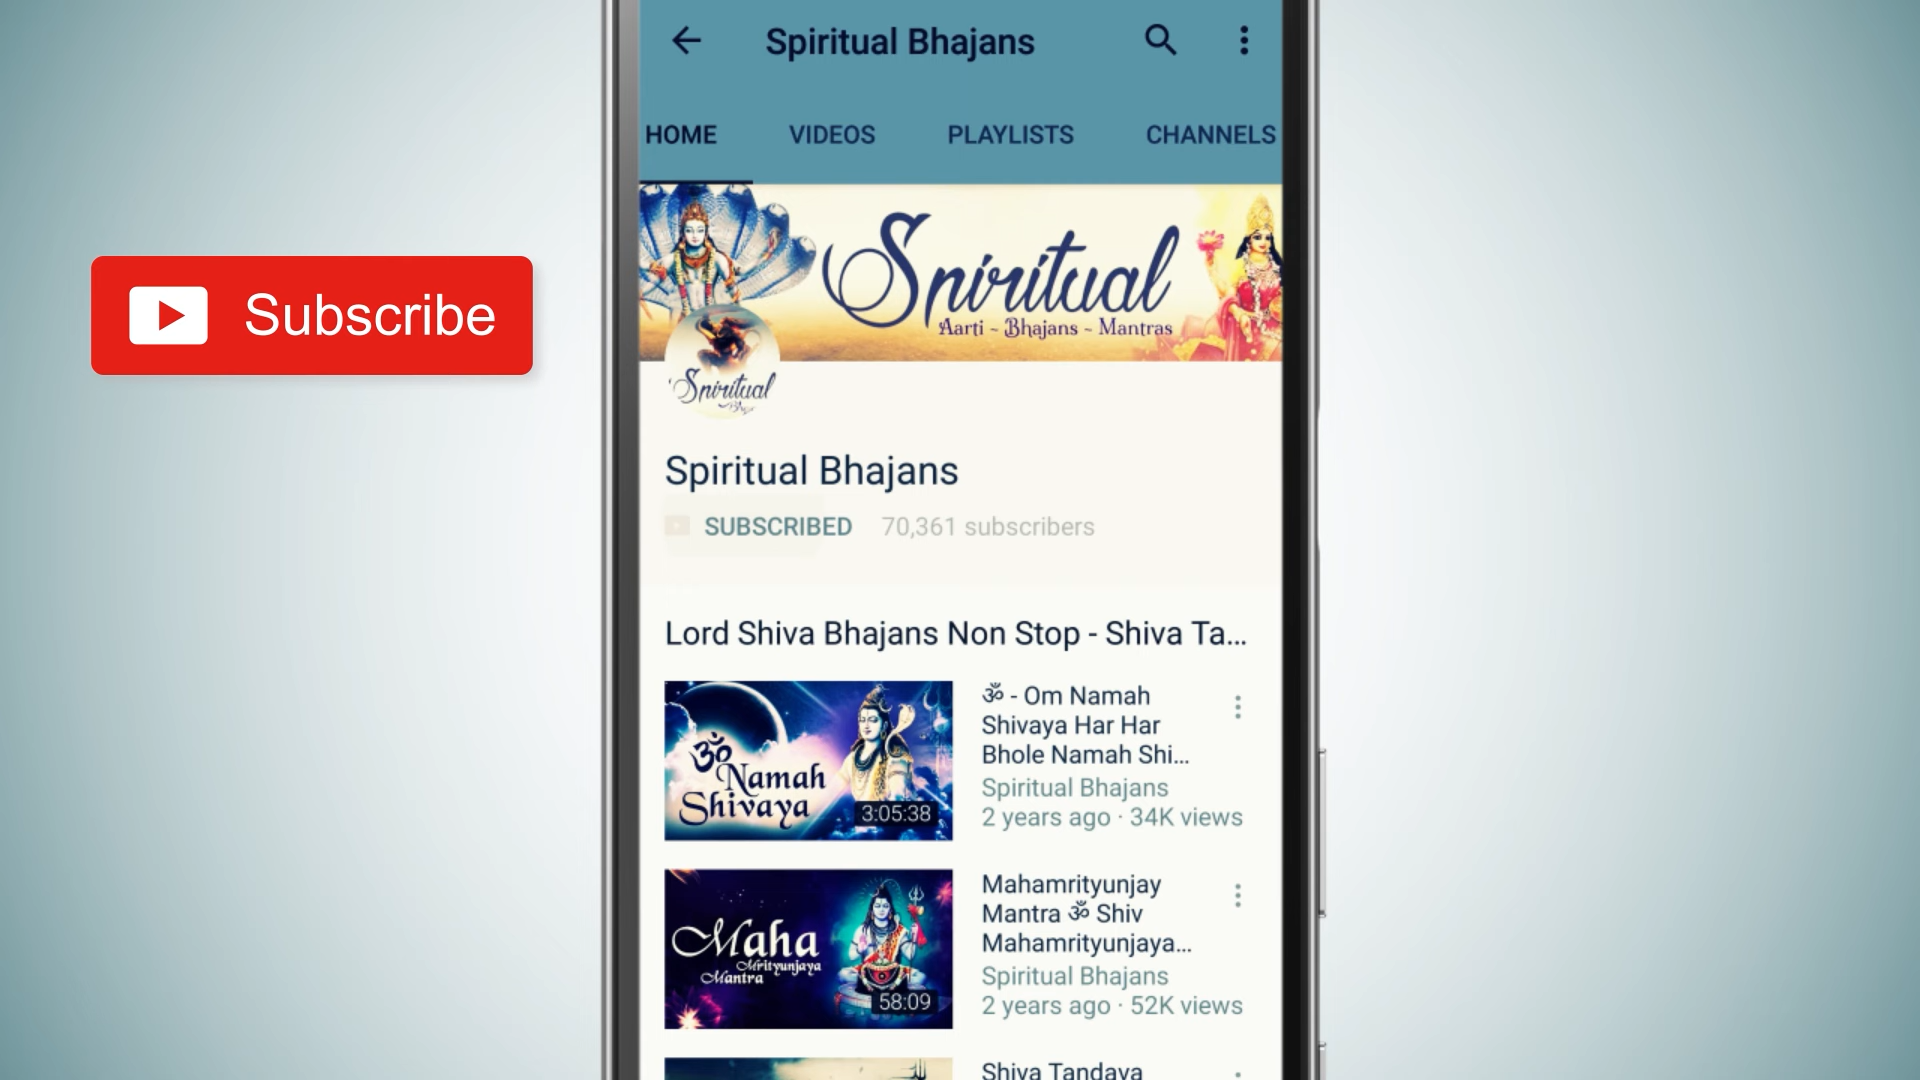 Spiritual Bhajans
HOME VIDEOS PLAYLISTS CHANNELS
Spiritual
Aarti ~ Bhajans ~ Mantras
Spiritual
Subscribe
Spiritual Bhajans
SUBSCRIBED 70,361 subscribers
Lord Shiva Bhajans Non Stop - Shiva Ta...
ॐ Namah
Shivaya
3:05:38
ॐ - Om Namah
Shivaya Har Har
Bhole Namah Shi...
Spiritual Bhajans
2 years ago · 34K views
Maha
Mrityunjaya
Mantra
58:09
Mahamrityunjay
Mantra ॐ Shiv
Mahamrityunjaya...
Spiritual Bhajans
2 years ago · 52K views
Shiva Tandava